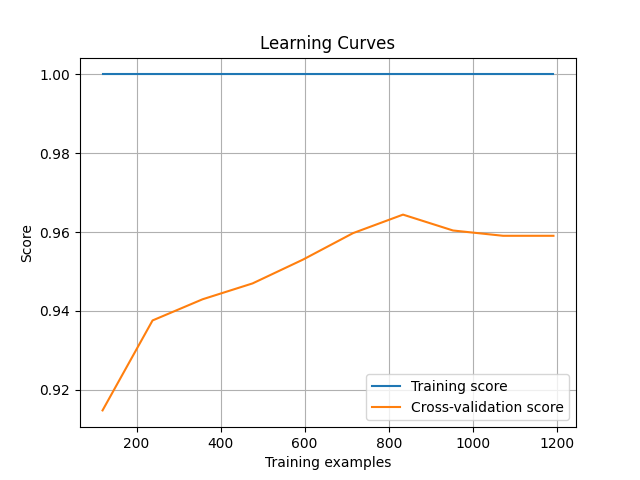 Learning Curves
1.00
0.98
0.96
0.94
0.92
Score
200
400
600
800
1000
1200
Training examples
Training score
Cross-validation score